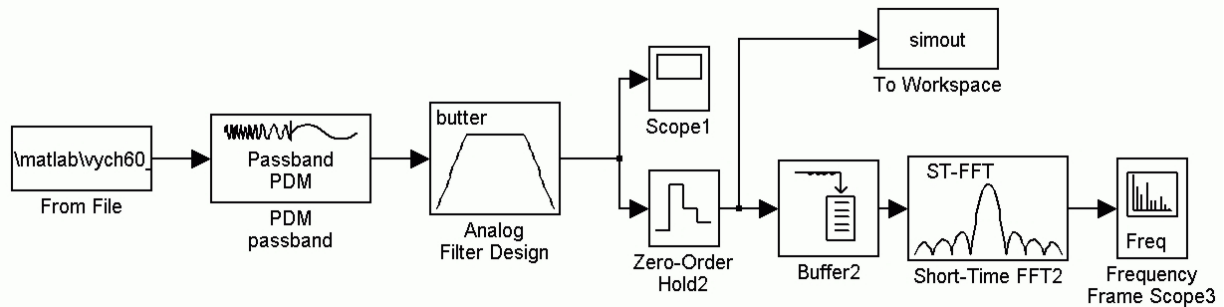 simout
To Workspace
Scope1
\matlab\vych60_
From File
Passband
PDM
PDM
passband
butter
Analog
Filter Design
Zero-Order
Hold2
Buffer2
ST-FFT
Short-Time FFT2
Freq
Frequency
Frame Scope3